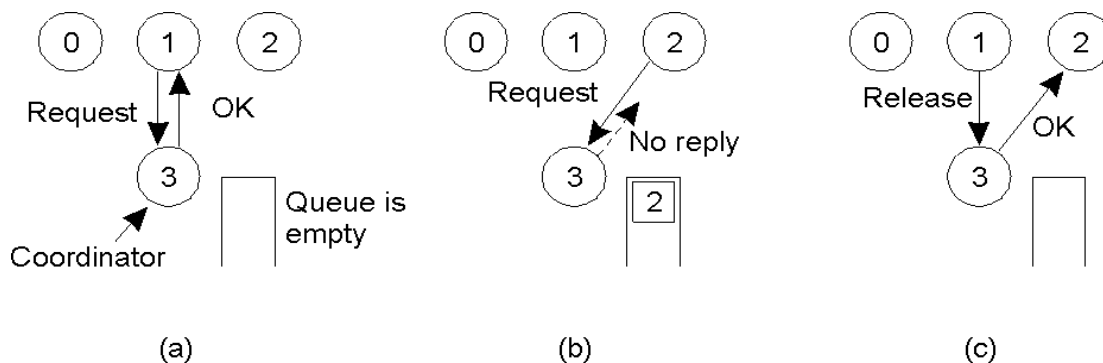 0 1 2
Request OK
3
Coordinator
Queue is
empty
(a)
0 1 2
Request
No reply
3
2
(b)
0 1 2
Release
OK
3
(c)